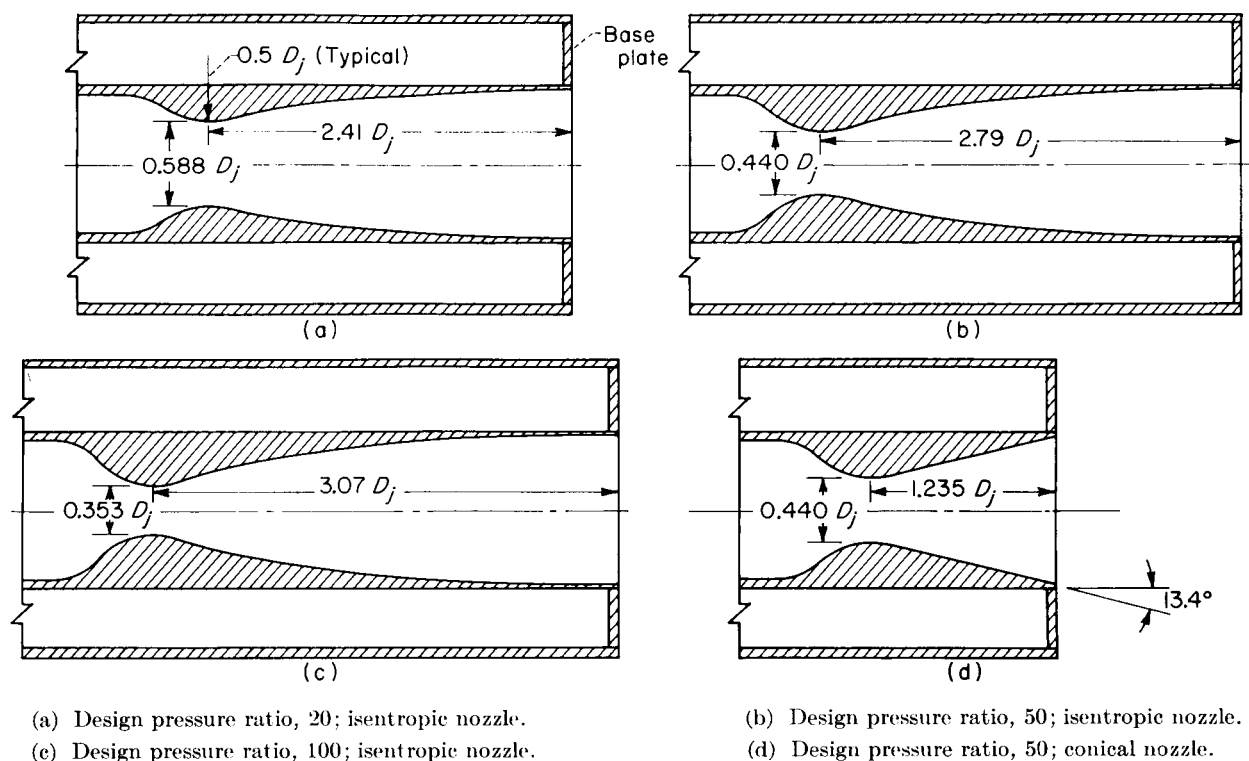 0.5 D_j (Typical)
Base
plate
2.41 D_j
0.588 D_j
(a)
2.79 D_j
0.440 D_j
(b)
3.07 D_j
0.353 D_j
(c)
1.235 D_j
0.440 D_j
13.4°
(d)
(a) Design pressure ratio, 20; isentropic nozzle.
(b) Design pressure ratio, 50; isentropic nozzle.
(c) Design pressure ratio, 100; isentropic nozzle.
(d) Design pressure ratio, 50; conical nozzle.